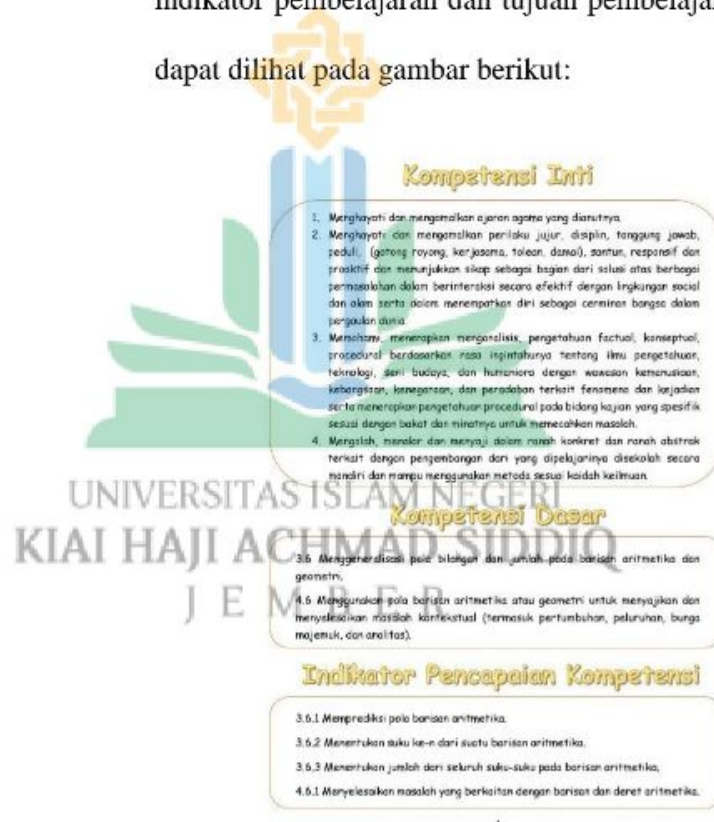 indikator pembelajaran dan tujuan pembelajar
dapat dilihat pada gambar berikut:
Kompetensi Inti
1. Menghayati dan mengamalkan ajaran agama yang dianutnya.
2. Menghayati dan mengamalkan perilaku jujur, disiplin, tanggung jawab,
peduli, (gotong royong, kerjasama, tolean, damai), santun, responsif dan
proaktif dan menunjukkan sikap sebagai bagian dari solusi atas berbagai
permasalahan dalam berinteraksi secara efektif dengan lingkungan social
dan alam serta dalam menempatkan diri sebagai cerminan bangsa dalam
pergaulan dunia
3. Memahami, menerapkan menganalisis, pengetahuan factual, konseptual,
procedural berdasarkan rasa ingintahunya tentang ilmu pengetahuan,
teknologi, seni budaya, dan humaniora dengan wawasan kemanusiaan,
kebangsaan, kenegaraan, dan peradaban terkait fenomena dan kejadian
serta menerapkan pengetahuan procedural pada bidang kajian yang spesifik
sesuai dengan bakat dan minatnya untuk memecahkan masalah.
4. Mengolah, menalar dan menyaji dalam ranah konkret dan ranah abstrak
terkait dengan pengembangan dari yang dipelajarinya disekolah secara
mandiri dan mampu menggunakan metoda sesuai kaidah keilmuan.
UNIVERSITAS ISLAM NEGERI
Kompetensi Dasar
KIAI HAJI ACHMAD SIDDIQ
3.6 Menggeneralisasi pola bilangan dan jumlah pada barisan aritmetika dan
geometri.
JEMBER
4.6 Menggunakan pola barisan aritmetika atau geometri untuk menyajikan dan
menyelesaikan masalah kontekstual (termasuk pertumbuhan, peluruhan, bunga
majemuk, dan anuitas).
Indikator Pencapaian Kompetensi
3.6.1 Memprediksi pola barisan aritmetika.
3.6.2 Menentukan suku ke-n dari suatu barisan aritmetika.
3.6.3 Menentukan jumlah dari seluruh suku-suku pada barisan aritmetika,
4.6.1 Menyelesaikan masalah yang berkaitan dengan barisan dan deret aritmetika.